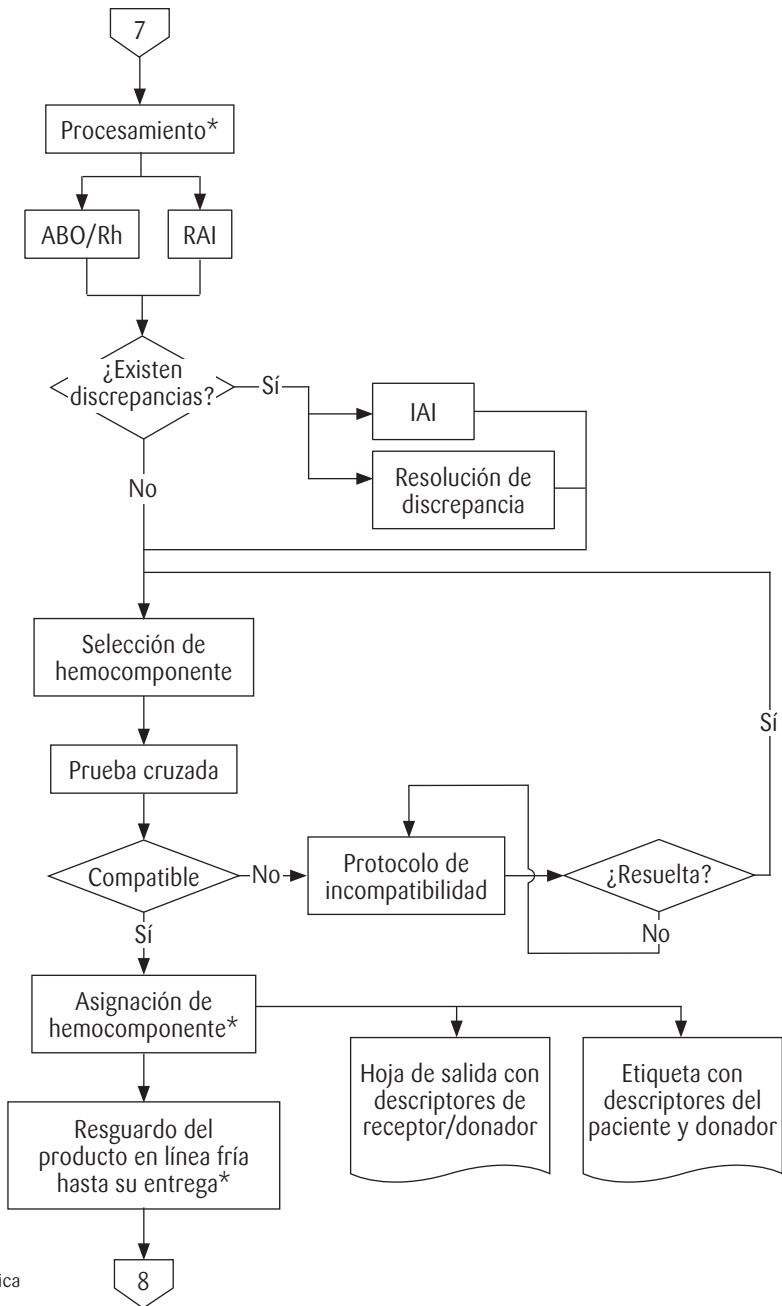 7
Procesamiento*
ABO/Rh
RAI
¿Existen
discrepancias?
Sí
IAI
Resolución de
discrepancia
No
Selección de
hemocomponente
Sí
Prueba cruzada
Compatible
No
Protocolo de
incompatibilidad
¿Resuelta?
No
Sí
Asignación de
hemocomponente*
Hoja de salida con
descriptores de
receptor/donador
Etiqueta con
descriptores del
paciente y donador
Resguardo del
producto en línea fría
hasta su entrega*
ica
8